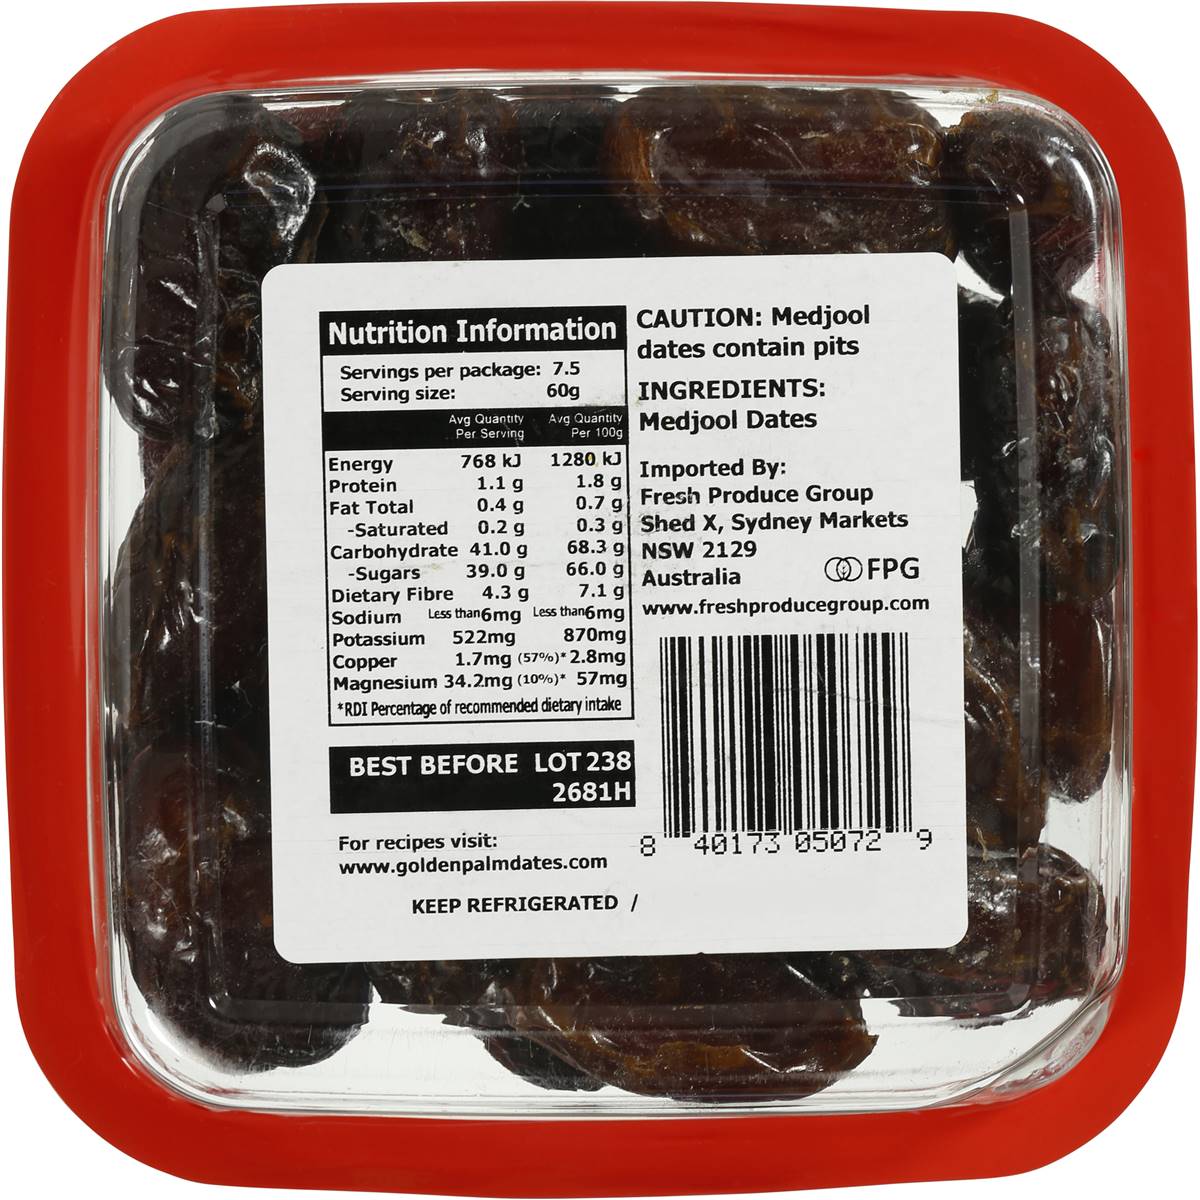 Nutrition Information
Servings per package: 7.5
Serving size: 60g
Avg Quantity Per Serving Avg Quantity Per 100g
Energy 768 kJ 1280 kJ
Protein 1.1 g 1.8 g
Fat Total 0.4 g 0.7 g
-Saturated 0.2 g 0.3 g
Carbohydrate 41.0 g 68.3 g
-Sugars 39.0 g 66.0 g
Dietary Fibre 4.3 g 7.1 g
Sodium Less than6mg Less than6mg
Potassium 522mg 870mg
Copper 1.7mg (57%)* 2.8mg
Magnesium 34.2mg (10%)* 57mg
*RDI Percentage of recommended dietary intake
BEST BEFORE LOT 238
2681H
For recipes visit:
www.goldenpalmdates.com
KEEP REFRIGERATED /
CAUTION: Medjool
dates contain pits
INGREDIENTS:
Medjool Dates
Imported By:
Fresh Produce Group
Shed X, Sydney Markets
NSW 2129
Australia
FPG
www.freshproducegroup.com
8 40173 05072 9